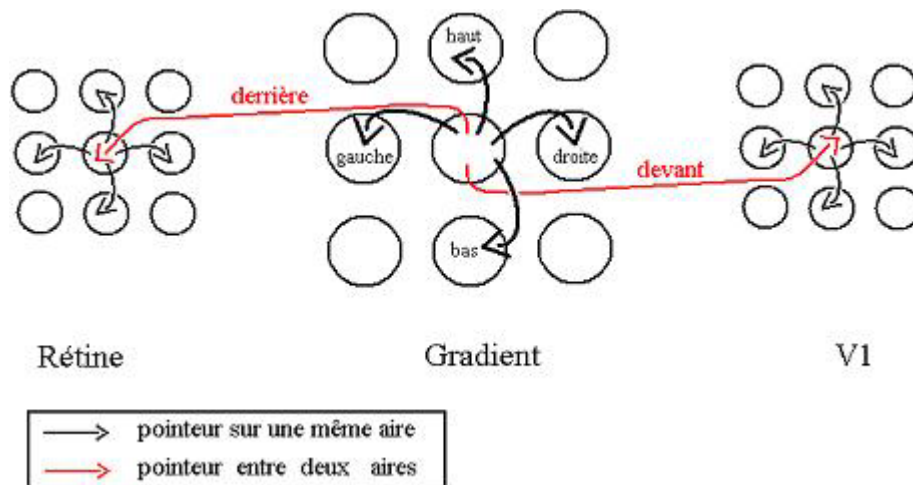 haut
derrière
gauche
droite
devant
bas
Rétine
Gradient
V1
pointeur sur une même aire
pointeur entre deux aires